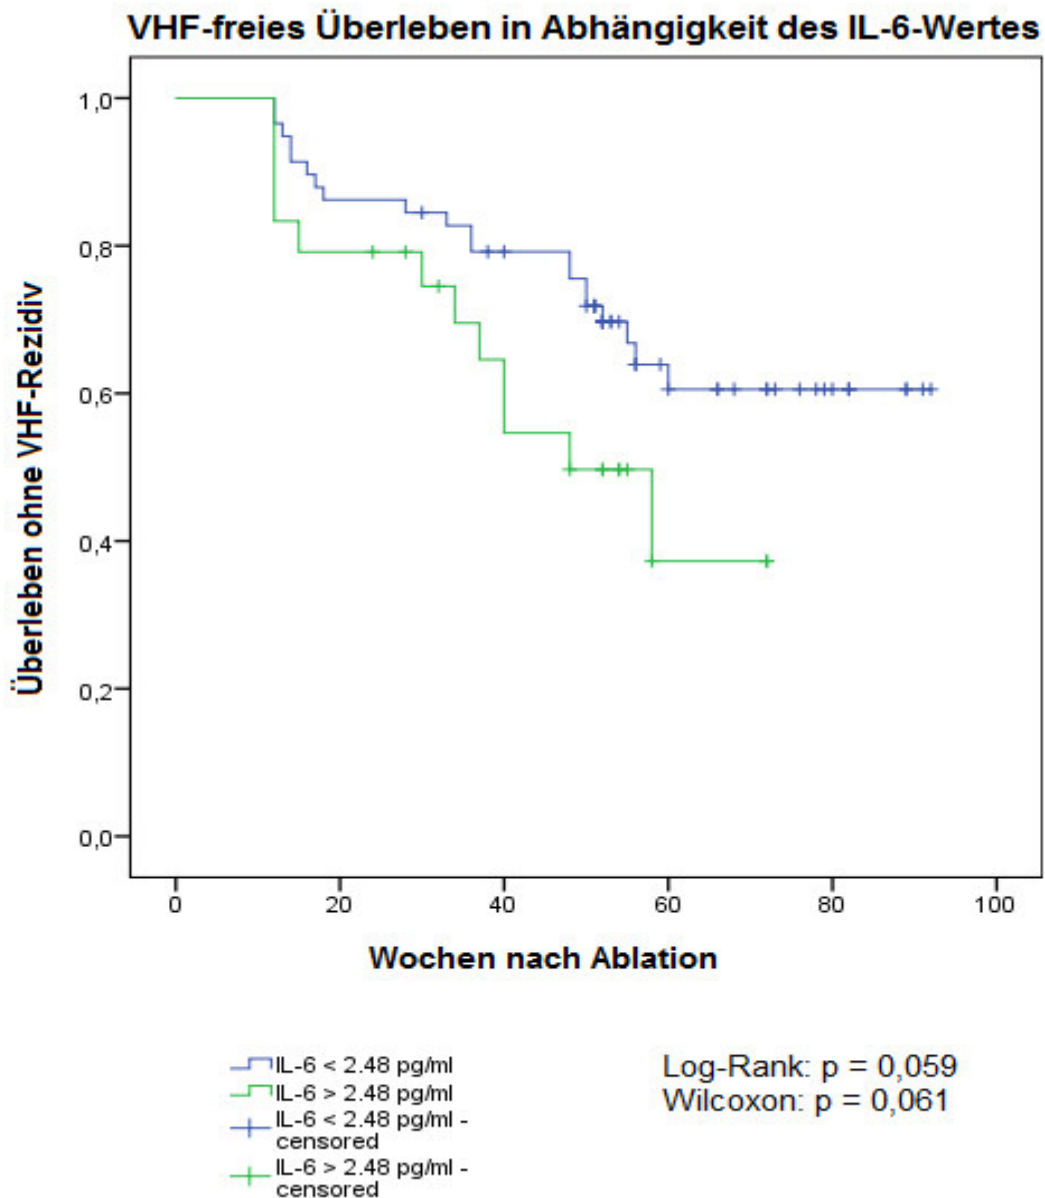 VHF-freies Überleben in Abhängigkeit des IL-6-Wertes
Überleben ohne VHF-Rezidiv
1,0
0,8
0,6
0,4
0,2
0,0
0 20 40 60 80 100
Wochen nach Ablation
IL-6 < 2.48 pg/ml
IL-6 > 2.48 pg/ml
IL-6 < 2.48 pg/ml -
censored
IL-6 > 2.48 pg/ml -
censored
Log-Rank: p = 0,059
Wilcoxon: p = 0,061